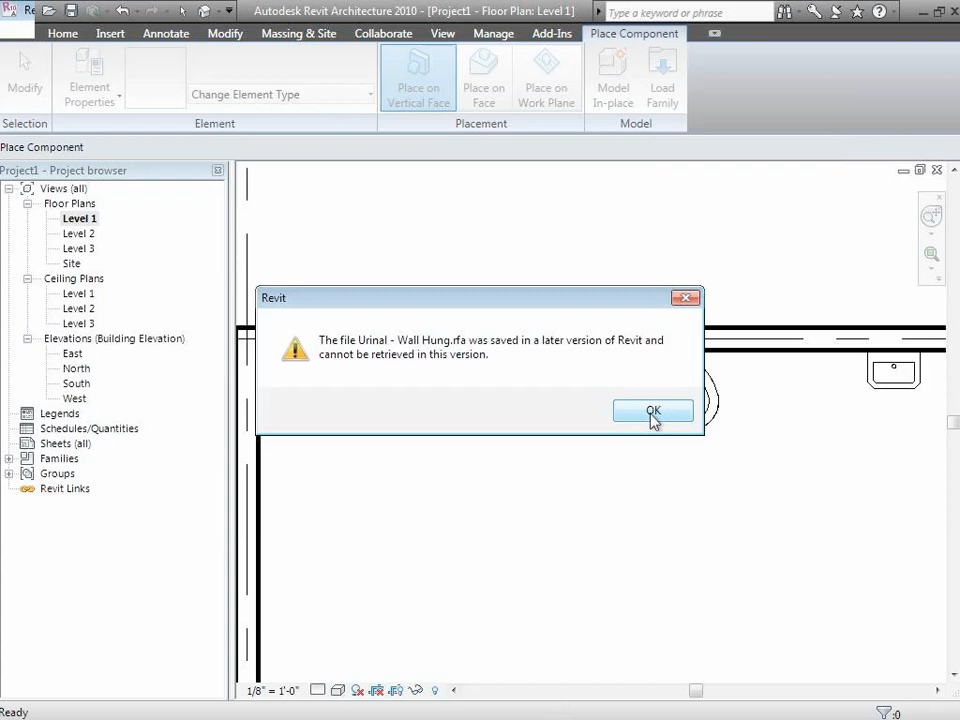 Re
Autodesk Revit Architecture 2010 - [Project1 - Floor Plan: Level 1]
Type a keyword or phrase
Home Insert Annotate Modify Massing & Site Collaborate View Manage Add-Ins Place Component
Modify
Element
Properties
Change Element Type
Place on
Vertical Face
Place on
Face
Place on
Work Plane
Model
In-place
Load
Family
Selection Element Placement Model
Place Component
Project1 - Project browser
Views (all)
Floor Plans
Level 1
Level 2
Level 3
Site
Ceiling Plans
Level 1
Level 2
Level 3
Elevations (Building Elevation)
East
North
South
West
Legends
Schedules/Quantities
Sheets (all)
Families
Groups
Revit Links
Revit
The file Urinal - Wall Hung.rfa was saved in a later version of Revit and
cannot be retrieved in this version.
OK
1/8" = 1'-0"
Ready
:0